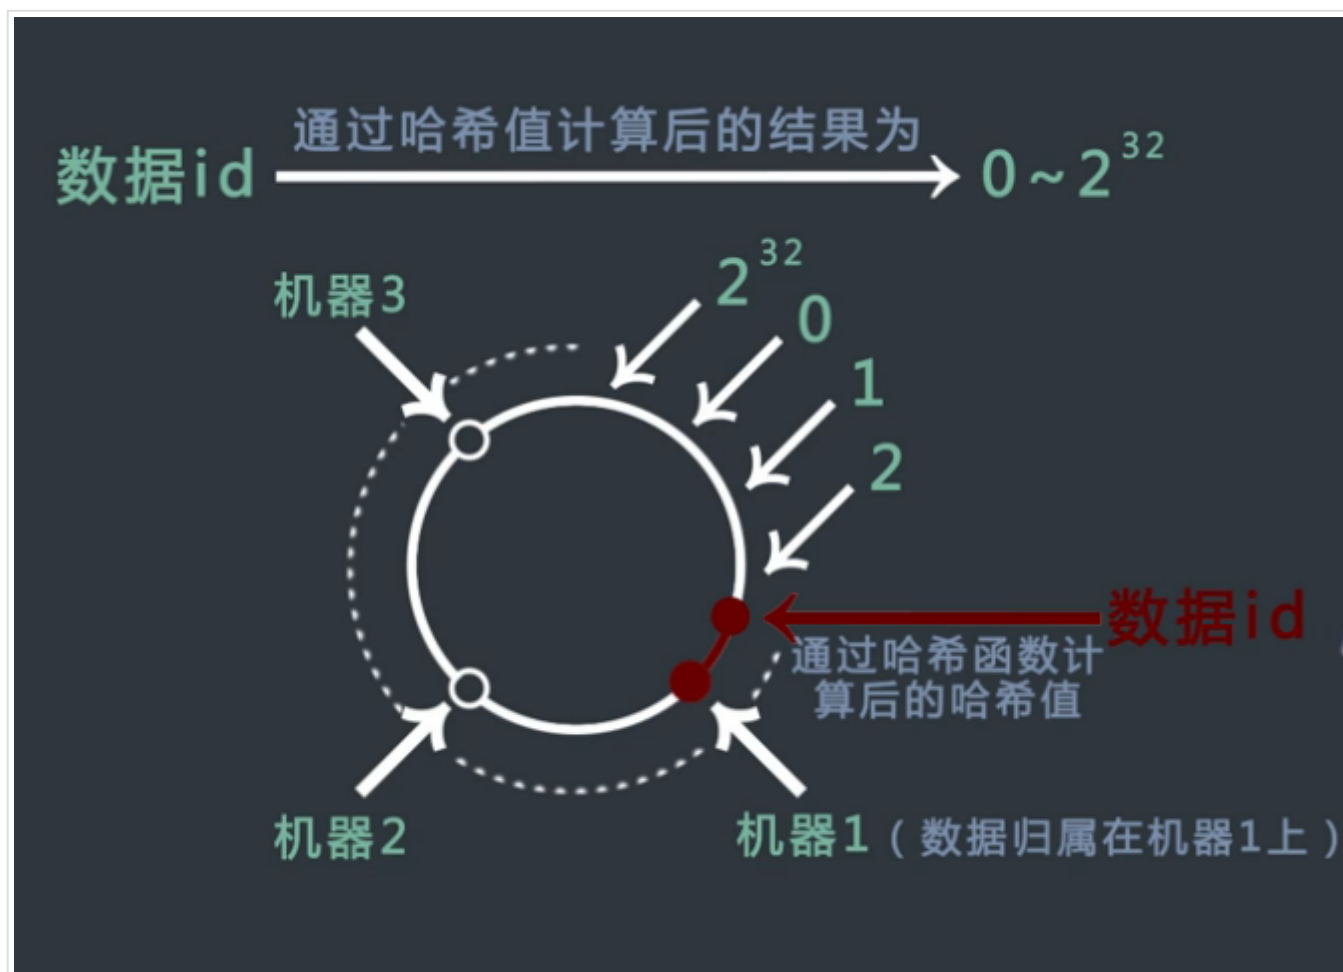 通过哈希值计算后的结果为
数据id
0~2³²
机器3
2³²
0
1
2
数据id
通过哈希函数计
算后的哈希值
机器2
机器1（数据归属在机器1上）